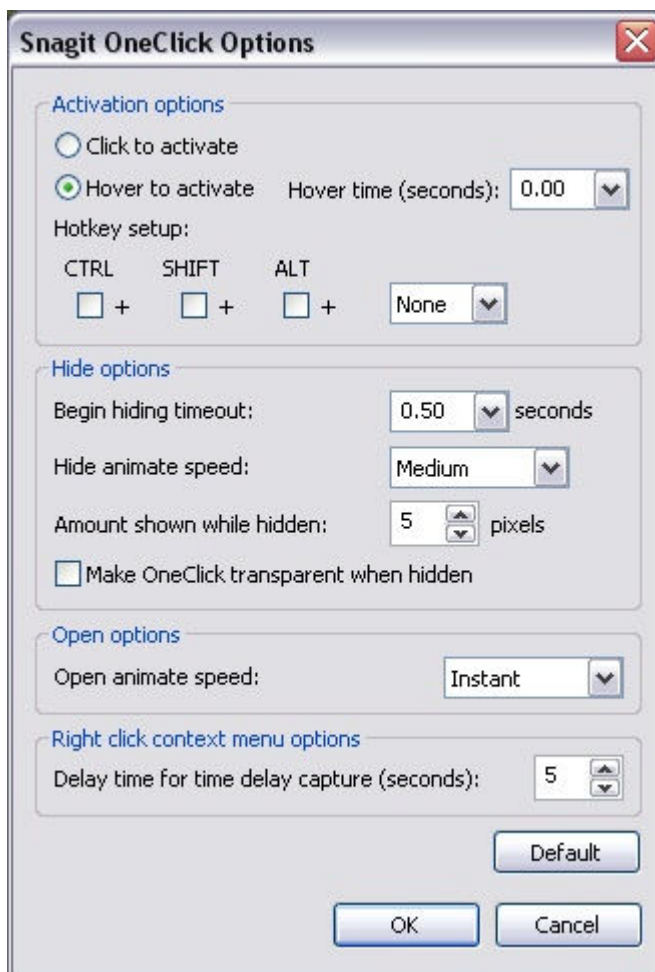 Snagit OneClick Options
Activation options
Click to activate
Hover to activate Hover time (seconds): 0.00
Hotkey setup:
CTRL SHIFT ALT
+ + + None
Hide options
Begin hiding timeout: 0.50 seconds
Hide animate speed: Medium
Amount shown while hidden: 5 pixels
Make OneClick transparent when hidden
Open options
Open animate speed: Instant
Right click context menu options
Delay time for time delay capture (seconds): 5
Default
OK Cancel